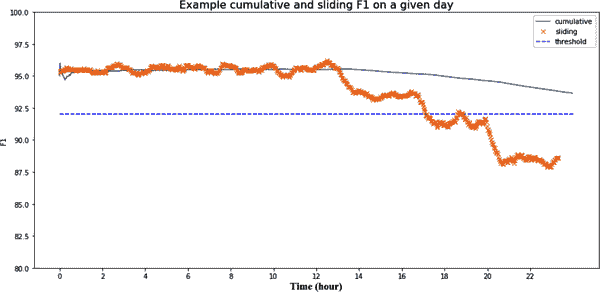 Example cumulative and sliding F1 on a given day
100.0
97.5
95.0
92.5
90.0
87.5
85.0
82.5
80.0
F1
cumulative
sliding
threshold
0 2 4 6 8 10 12 14 16 18 20 22
Time (hour)